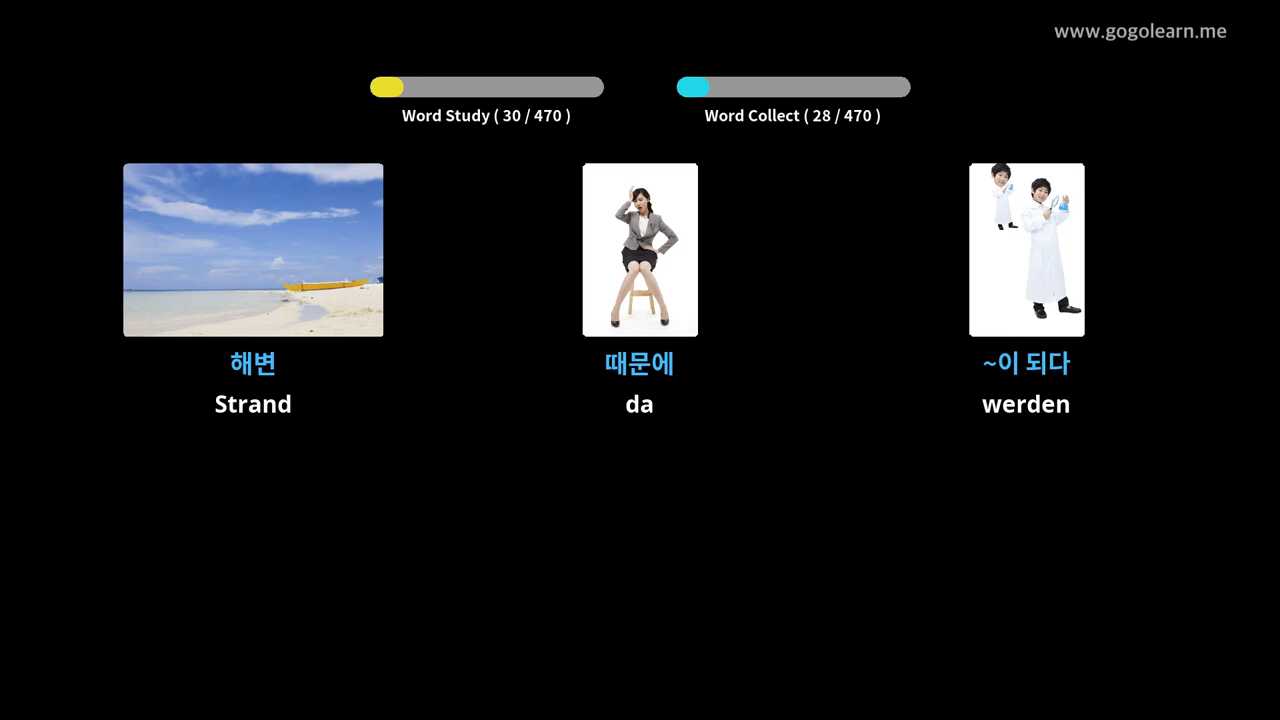 www.gogolearn.me
Word Study ( 30 / 470 )
Word Collect ( 28 / 470 )
해변
때문에
~이 되다
Strand
da
werden